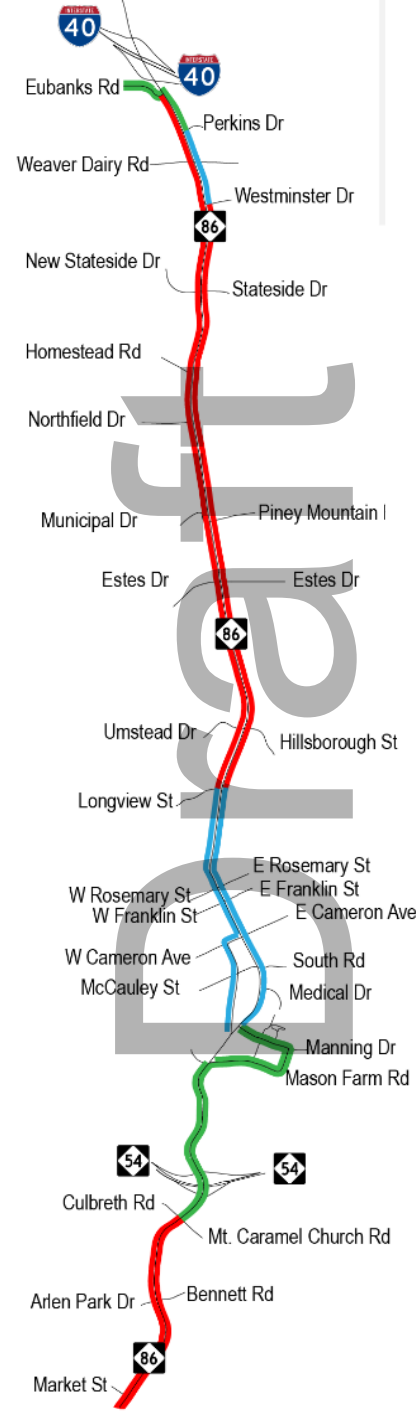 INTERSTATE
40
INTERSTATE
40
Eubanks Rd
Perkins Dr
Weaver Dairy Rd
Westminster Dr
86
New Stateside Dr
Stateside Dr
Homestead Rd
Northfield Dr
Municipal Dr
Piney Mountain
Estes Dr
Estes Dr
86
Umstead Dr
Hillsborough St
Longview St
E Rosemary St
W Rosemary St
E Franklin St
W Franklin St
E Cameron Ave
W Cameron Ave
South Rd
McCauley St
Medical Dr
Manning Dr
Mason Farm Rd
54
54
Culbreth Rd
Mt. Caramel Church Rd
Bennett Rd
Arlen Park Dr
86
Market St
Draft